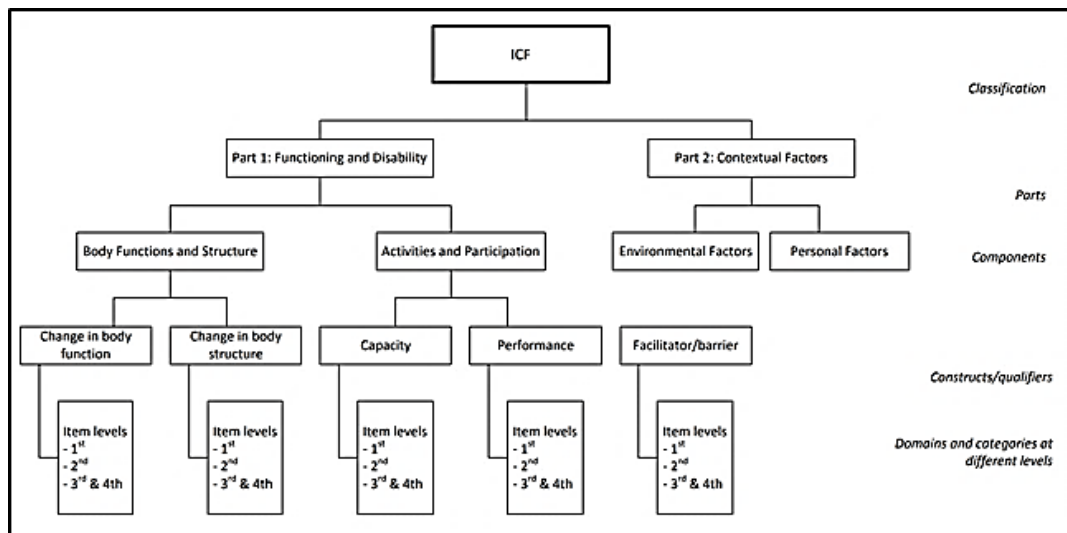 ICF
Classification
Part 1: Functioning and Disability
Part 2: Contextual Factors
Parts
Body Functions and Structure
Activities and Participation
Environmental Factors
Personal Factors
Components
Change in body
function
Change in body
structure
Capacity
Performance
Facilitator/barrier
Constructs/qualifiers
Item levels
- 1st
- 2nd
- 3rd & 4th
Item levels
- 1st
- 2nd
- 3rd & 4th
Item levels
- 1st
- 2nd
- 3rd & 4th
Item levels
- 1st
- 2nd
- 3rd & 4th
Item levels
- 1st
- 2nd
- 3rd & 4th
Domains and categories at
different levels